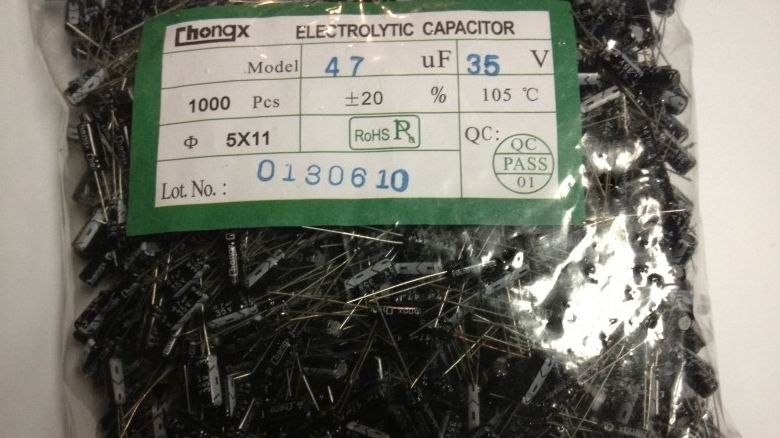 Chongx ELECTROLYTIC CAPACITOR
Model 47 uF 35 V
1000 Pcs ±20 % 105 ℃
Φ 5X11 RoHS QC:
QC
PASS
01
Lot. No. : 0130610